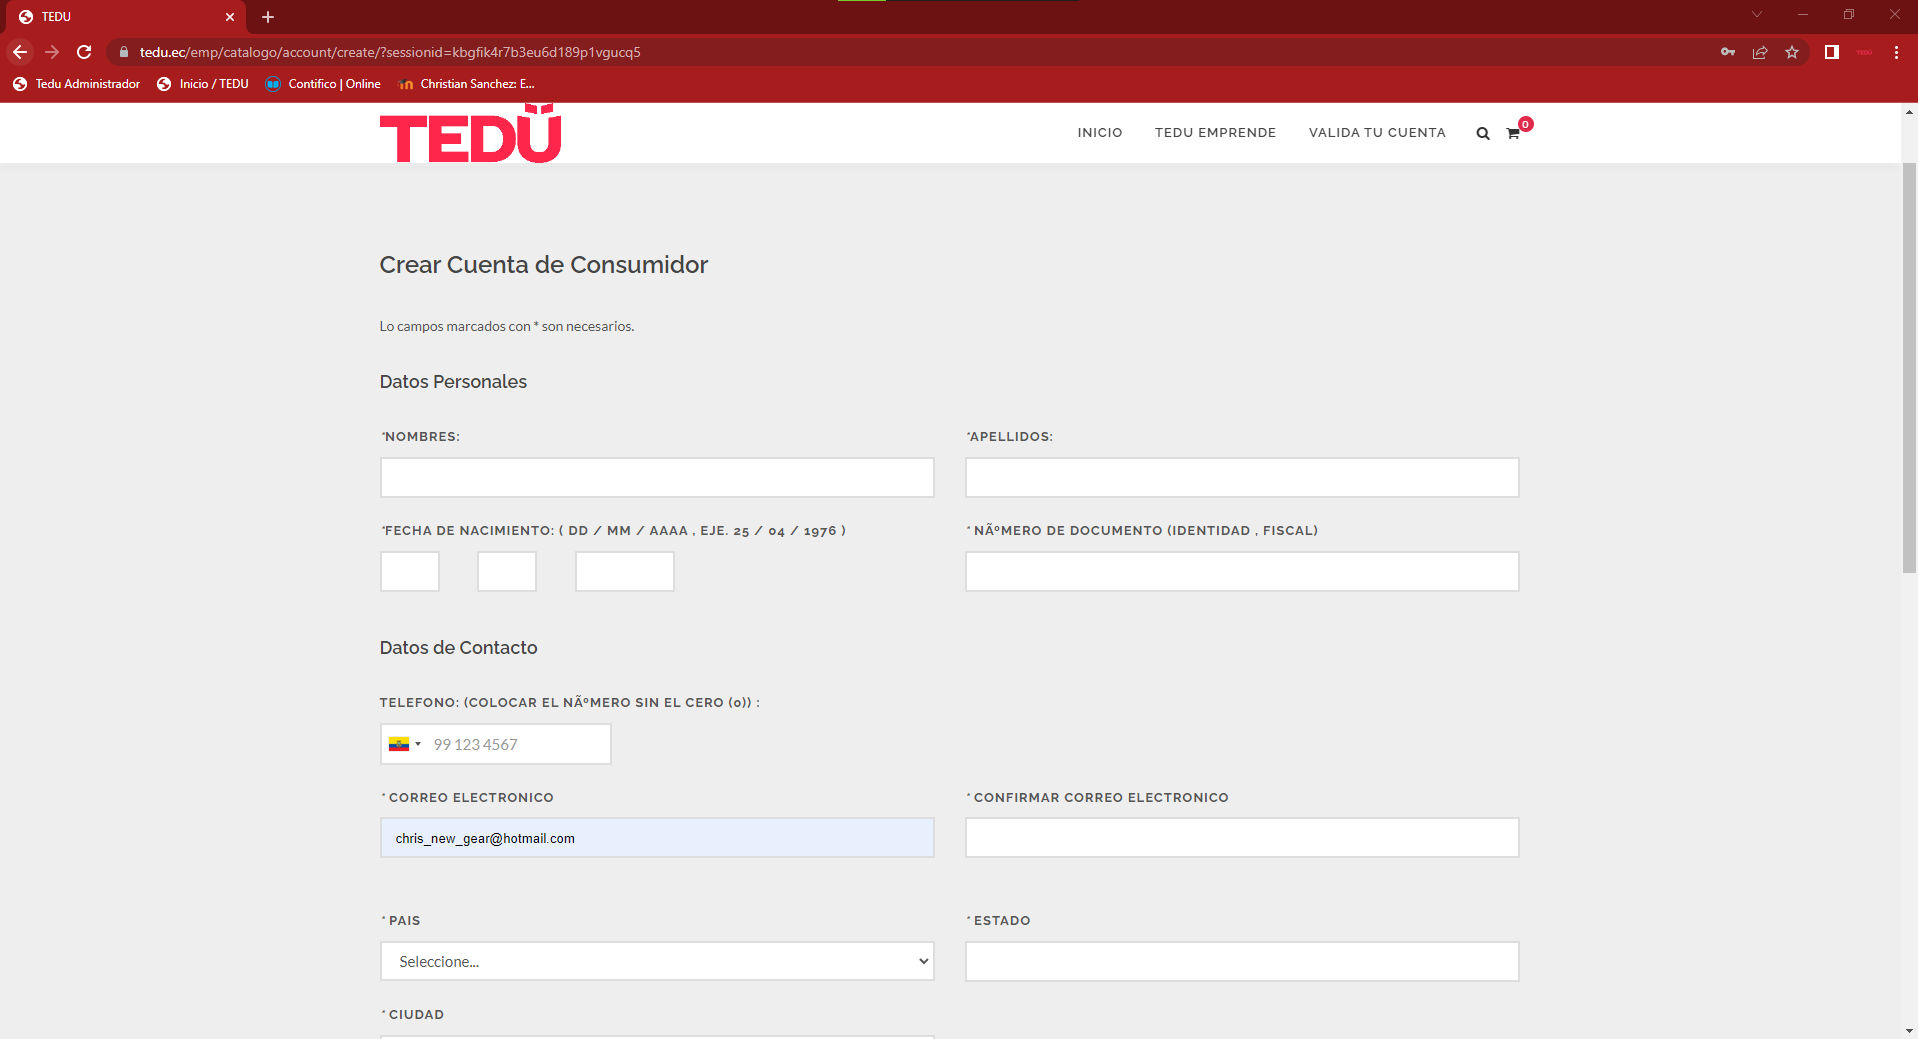 TEDU
tedu.ec/emp/catalogo/account/create/?sessionid=kbgfik4r7b3eu6d189p1vgucq5
Tedu Administrador
Inicio / TEDU
Contifico | Online
Christian Sanchez: E...
TEDÜ
INICIO
TEDU EMPRENDE
VALIDA TU CUENTA
0
Crear Cuenta de Consumidor
Lo campos marcados con * son necesarios.
Datos Personales
*NOMBRES:
*APELLIDOS:
*FECHA DE NACIMIENTO: ( DD / MM / AAAA , EJE. 25 / 04 / 1976 )
* NÃºMERO DE DOCUMENTO (IDENTIDAD , FISCAL)
Datos de Contacto
TELEFONO: (COLOCAR EL NÃºMERO SIN EL CERO (0)) :
99 123 4567
* CORREO ELECTRONICO
* CONFIRMAR CORREO ELECTRONICO
chris_new_gear@hotmail.com
* PAIS
* ESTADO
Seleccione...
* CIUDAD